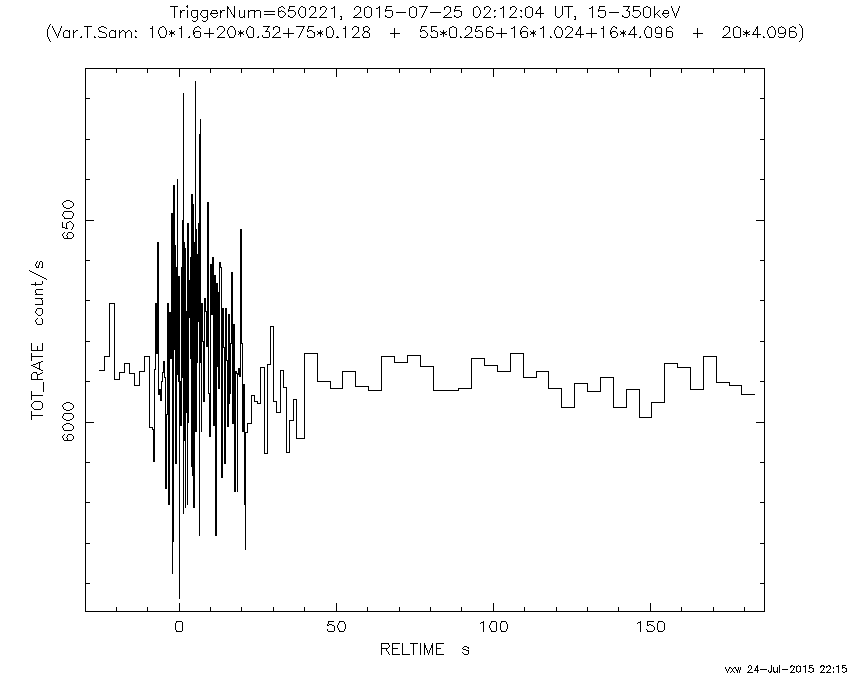 TriggerNum=650221, 2015-07-25 02:12:04 UT, 15-350keV
(Var.T.Sam: 10*1.6+20*0.32+75*0.128 + 55*0.256+16*1.024+16*4.096 + 20*4.096)
TOT_RATE count/s
6500
6000
0 50 100 150
RELTIME s
vxw 24-Jul-2015 22:15